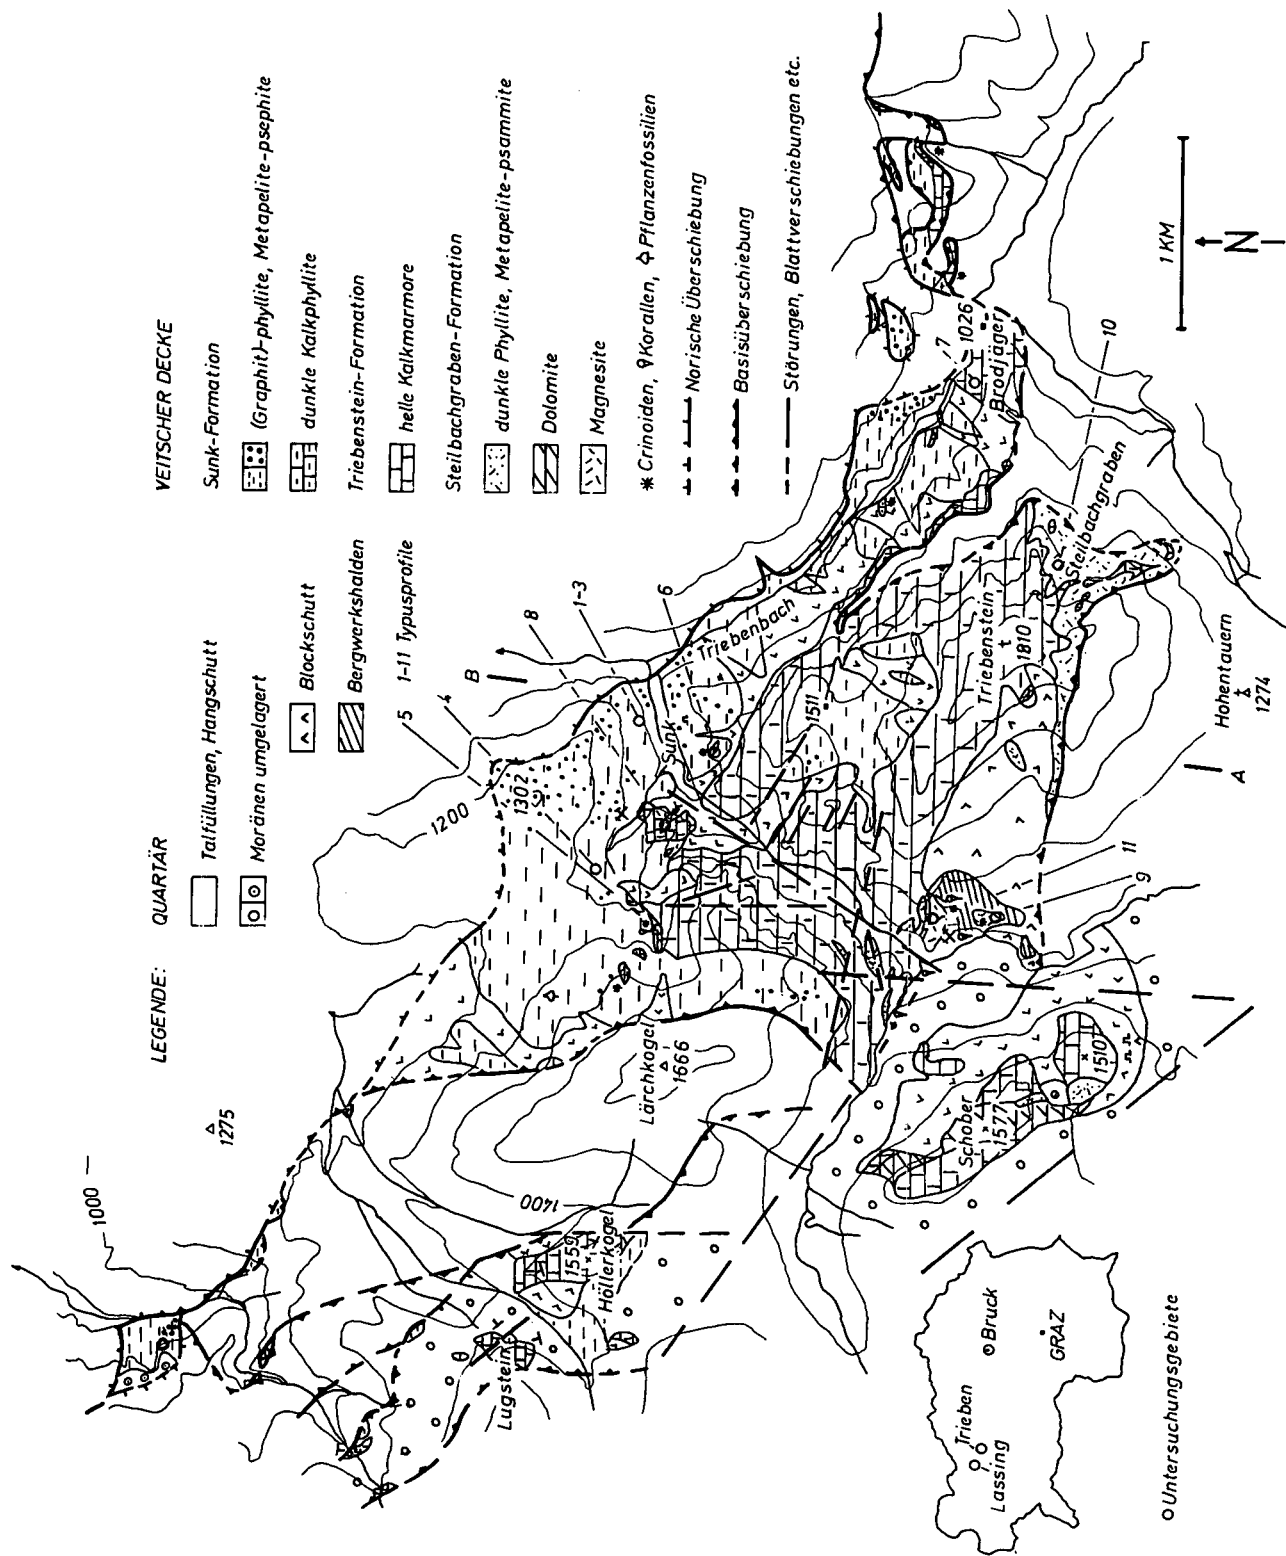 LEGENDE:
QUARTÄR
Talfüllungen, Hangschutt
Moränen umgelagert
Blockschutt
Bergwerkshalden
1-11 Typusprofile
VEITSCHER DECKE
Sunk-Formation
(Graphit)-phyllite, Metapelite-psephite
dunkle Kalkphyllite
Triebenstein-Formation
helle Kalkmarmore
Steilbachgraben-Formation
dunkle Phyllite, Metapelite-psammite
Dolomite
Magnesite
Crinoiden, Korallen, Pflanzenfossilien
Norische Überschiebung
Basisüberschiebung
Störungen, Blattverschiebungen etc.
1000
1275
1200
1302
5
4
B
8
1-3
6
Sunk
Triebenbach
1511
Lärchkogel
1666
1400
1559
Höllerkogel
Lugstein
Triebenstein
1810
7
1026
Brodjäger
10
Steilbachgraben
Hohentauern
1274
A
11
9
Schober
1577
1510
1 KM
N
Trieben
Lassing
Bruck
GRAZ
Untersuchungsgebiete